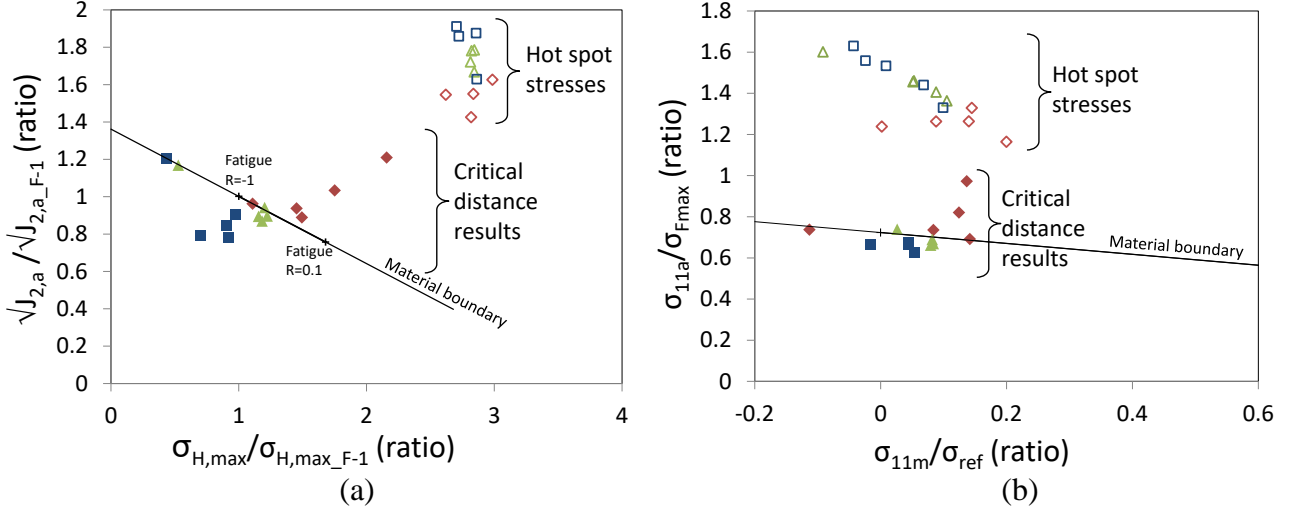 2
1.8
1.6
1.4
1.2
1
0.8
0.6
0.4
0.2
0
0
1
2
3
4
√J2,a /√J2,a_F-1 (ratio)
σH,max/σH,max_F-1 (ratio)
Hot spot
stresses
Critical
distance
results
Fatigue
R=-1
Fatigue
R=0.1
Material boundary
(a)
1.8
1.6
1.4
1.2
1
0.8
0.6
0.4
0.2
0
-0.2
0
0.2
0.4
0.6
σ11a/σFmax (ratio)
σ11m/σref (ratio)
Hot spot
stresses
Critical
distance
results
Material boundary
(b)